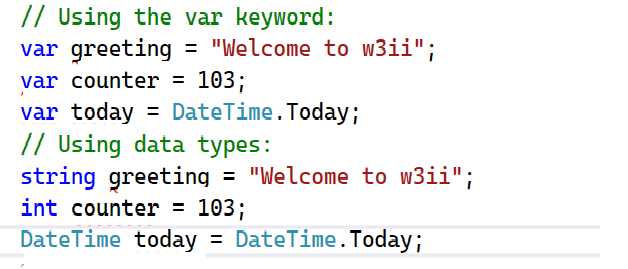 // Using the var keyword:
var greeting = "Welcome to w3ii";
var counter = 103;
var today = DateTime.Today;
// Using data types:
string greeting = "Welcome to w3ii";
int counter = 103;
DateTime today = DateTime.Today;